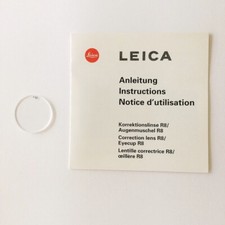 Leica
LEICA
Anleitung
Instructions
Notice d'utilisation
Korrektionslinse R8/
Augenmuschel R8
Correction lens R8/
Eyecup R8
Lentille correctrice R8/
œillère R8